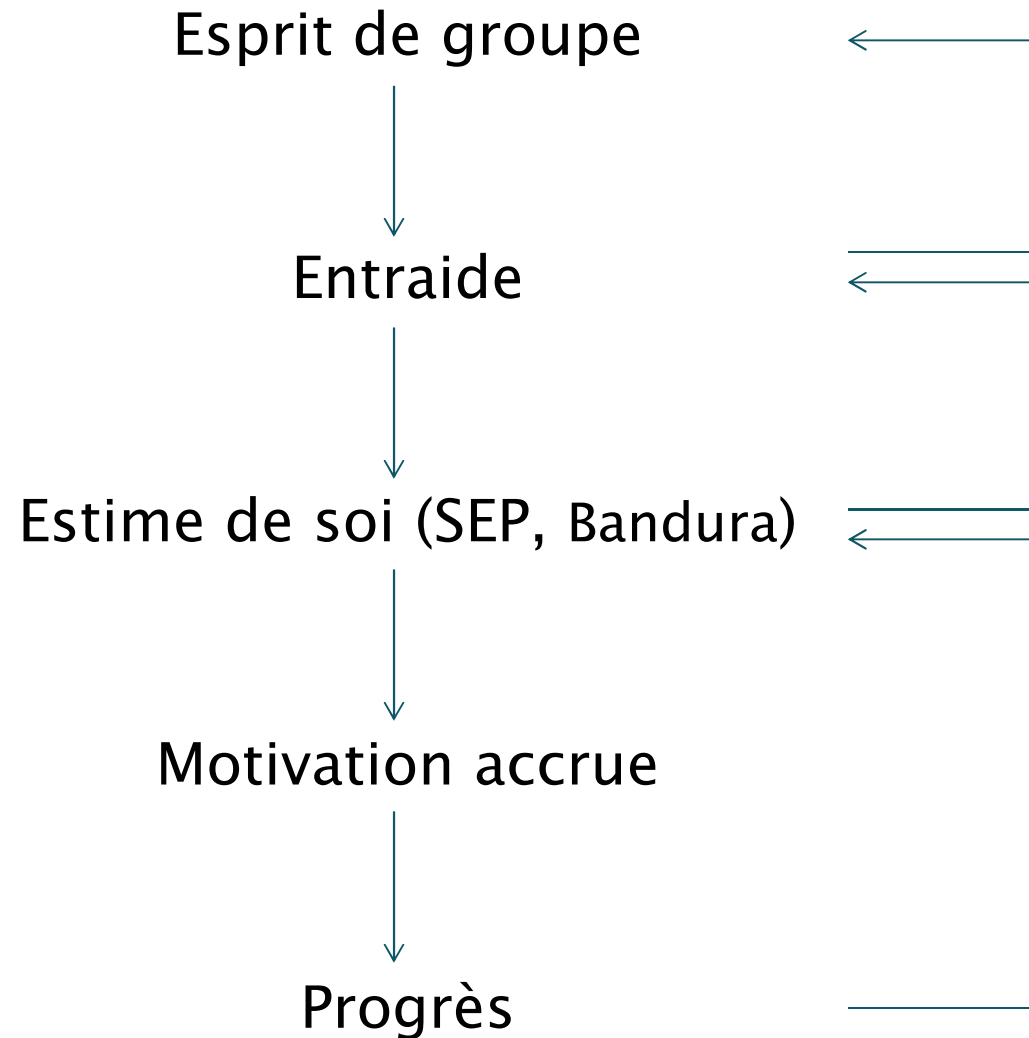 Esprit de groupe
Entraide
Estime de soi (SEP, Bandura)
Motivation accrue
Progrès